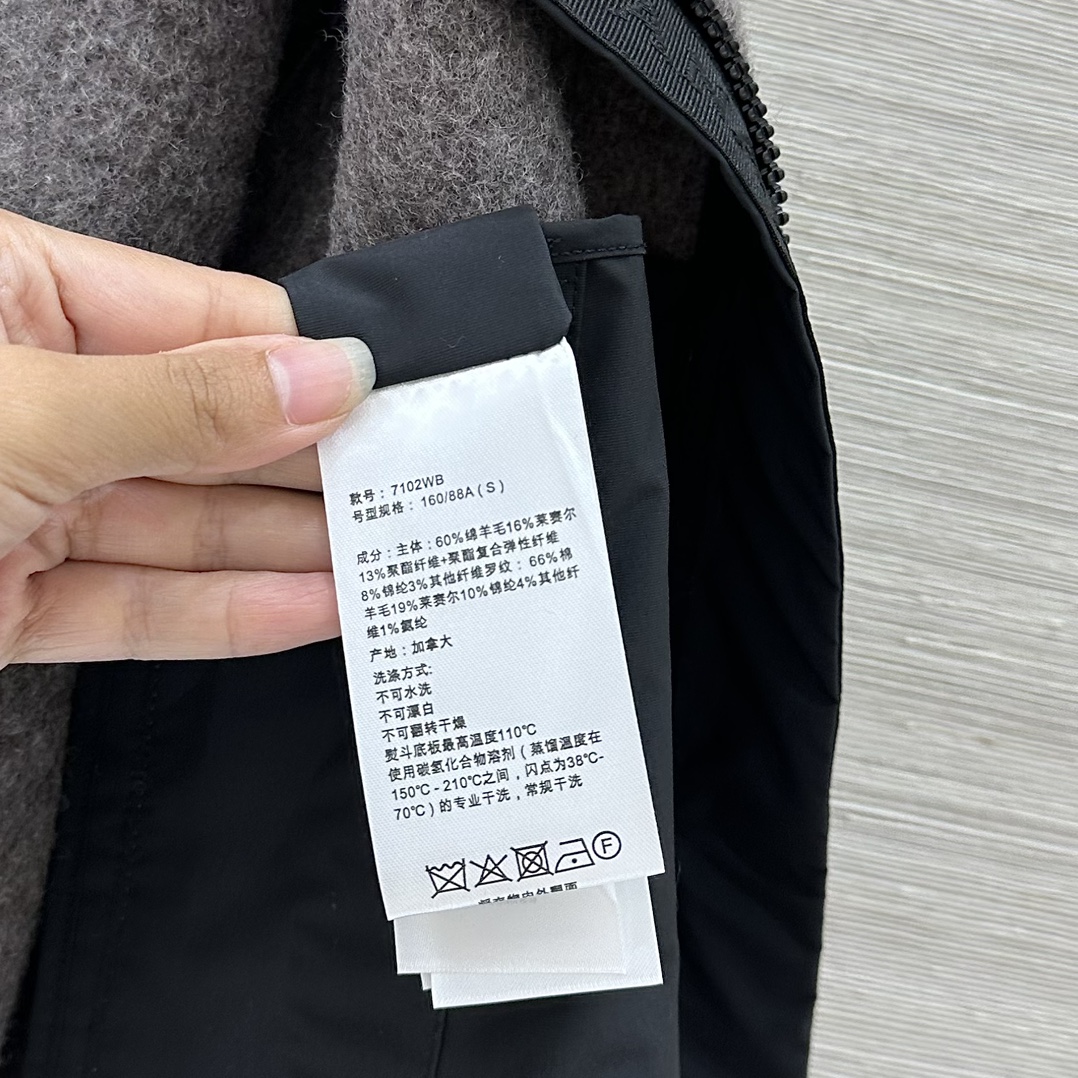 款号：7102WB
号型规格：160/88A（S）
成分：主体：60%绵羊毛16%莱赛尔
13%聚酯纤维+聚酯复合弹性纤维
8%锦纶3%其他纤维罗纹：66%棉
羊毛19%莱赛尔10%锦纶4%其他纤
维1%氨纶
产地：加拿大
洗涤方式：
不可水洗
不可漂白
不可翻转干燥
熨斗底板最高温度110℃
使用碳氢化合物溶剂（蒸馏温度在
150℃-210℃之间，闪点为38℃-
70℃）的专业干洗，常规干洗
F